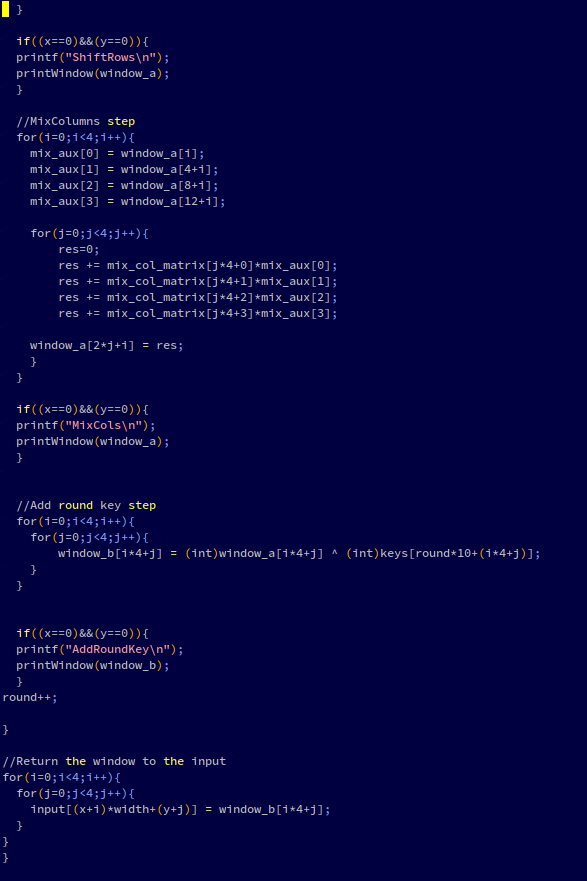 }
if((x==0)&&(y==0)){
printf("ShiftRows\n");
printWindow(window_a);
}
//MixColumns step
for(i=0;i<4;i++){
mix_aux[0] = window_a[i];
mix_aux[1] = window_a[4+i];
mix_aux[2] = window_a[8+i];
mix_aux[3] = window_a[12+i];
for(j=0;j<4;j++){
res=0;
res += mix_col_matrix[j*4+0]*mix_aux[0];
res += mix_col_matrix[j*4+1]*mix_aux[1];
res += mix_col_matrix[j*4+2]*mix_aux[2];
res += mix_col_matrix[j*4+3]*mix_aux[3];
window_a[2*j+i] = res;
}
}
if((x==0)&&(y==0)){
printf("MixCols\n");
printWindow(window_a);
}
//Add round key step
for(i=0;i<4;i++){
for(j=0;j<4;j++){
window_b[i*4+j] = (int)window_a[i*4+j] ^ (int)keys[round*10+(i*4+j)];
}
}
if((x==0)&&(y==0)){
printf("AddRoundKey\n");
printWindow(window_b);
}
round++;
}
//Return the window to the input
for(i=0;i<4;i++){
for(j=0;j<4;j++){
input[(x+i)*width+(y+j)] = window_b[i*4+j];
}
}
}